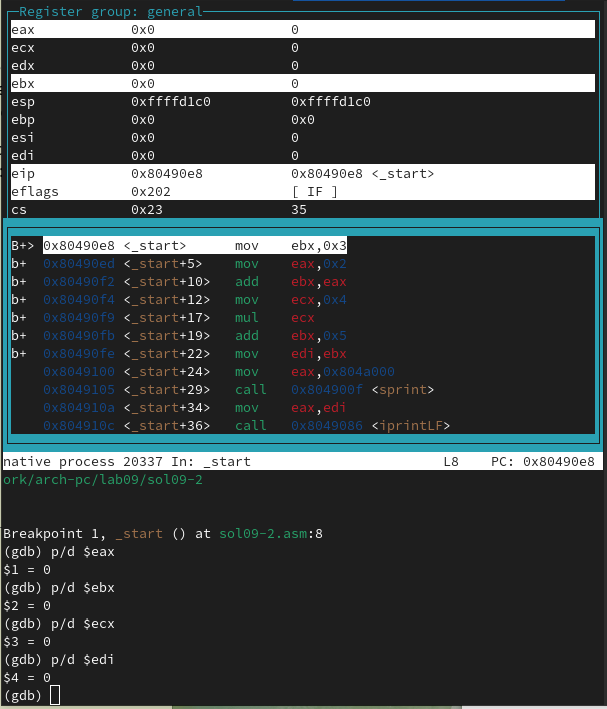 Register group: general
eax 0x0 0
ecx 0x0 0
edx 0x0 0
ebx 0x0 0
esp 0xffffd1c0 0xffffd1c0
ebp 0x0 0x0
esi 0x0 0
edi 0x0 0
eip 0x80490e8 0x80490e8 <_start>
eflags 0x202 [ IF ]
cs 0x23 35
B+> 0x80490e8 <_start> mov ebx,0x3
b+ 0x80490ed <_start+5> mov eax,0x2
b+ 0x80490f2 <_start+10> add ebx,eax
b+ 0x80490f4 <_start+12> mov ecx,0x4
b+ 0x80490f9 <_start+17> mul ecx
b+ 0x80490fb <_start+19> add ebx,0x5
b+ 0x80490fe <_start+22> mov edi,ebx
0x8049100 <_start+24> mov eax,0x804a000
0x8049105 <_start+29> call 0x804900f <sprint>
0x804910a <_start+34> mov eax,edi
0x804910c <_start+36> call 0x8049086 <iprintLF>
native process 20337 In: _start L8 PC: 0x80490e8
ork/arch-pc/lab09/sol09-2
Breakpoint 1, _start () at sol09-2.asm:8
(gdb) p/d $eax
$1 = 0
(gdb) p/d $ebx
$2 = 0
(gdb) p/d $ecx
$3 = 0
(gdb) p/d $edi
$4 = 0
(gdb)